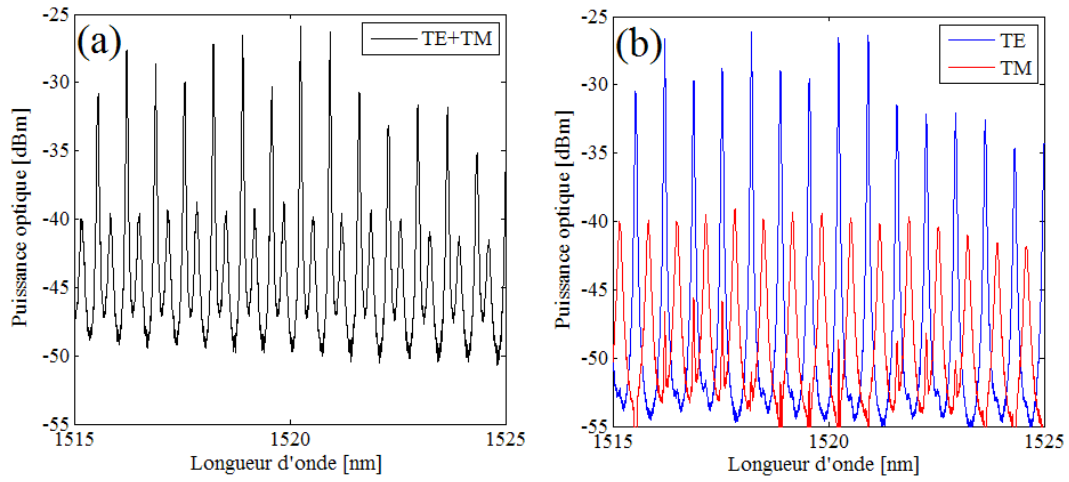 (a)
TE+TM
-25
-30
-35
-40
-45
-50
-55
1515
1520
1525
Puissance optique [dBm]
Longueur d'onde [nm]
(b)
TE
TM
-25
-30
-35
-40
-45
-50
-55
1515
1520
1525
Puissance optique [dBm]
Longueur d'onde [nm]